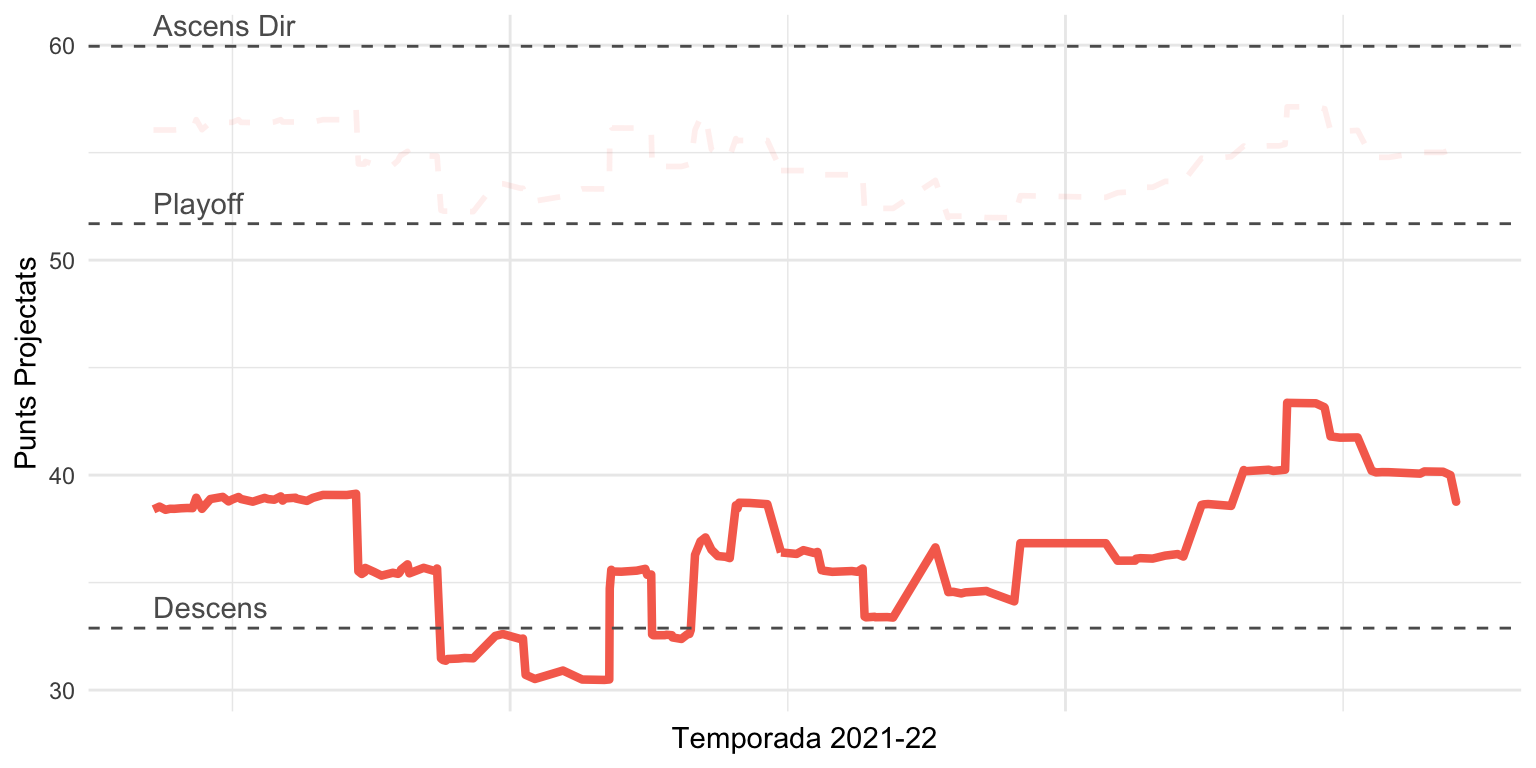 Ascens Dir
60
Playoff
50
Punts Projectats
40
Descens
30
Temporada 2021-22